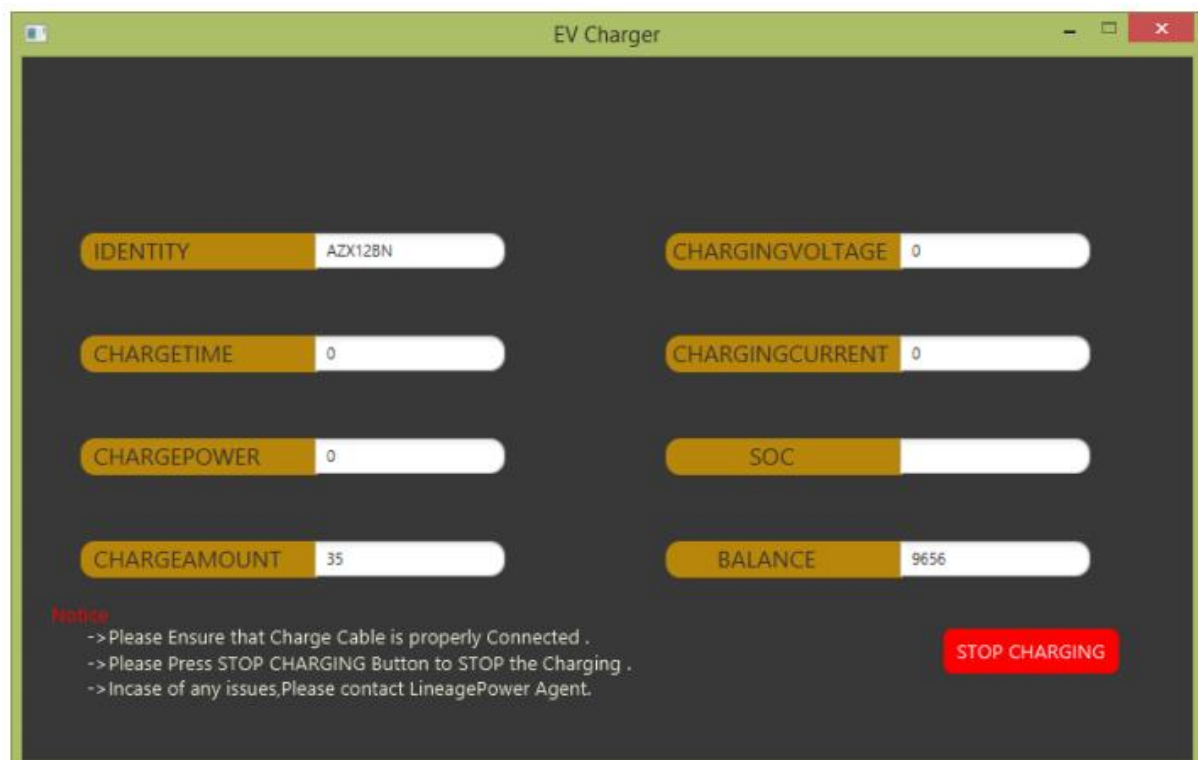 EV Charger
IDENTITY AZX12BN CHARGINGVOLTAGE 0
CHARGETIME 0 CHARGINGCURRENT 0
CHARGEPOWER 0 SOC
CHARGEAMOUNT 35 BALANCE 9656
Notice
->Please Ensure that Charge Cable is properly Connected .
->Please Press STOP CHARGING Button to STOP the Charging .
->Incase of any issues,Please contact LineagePower Agent.
STOP CHARGING